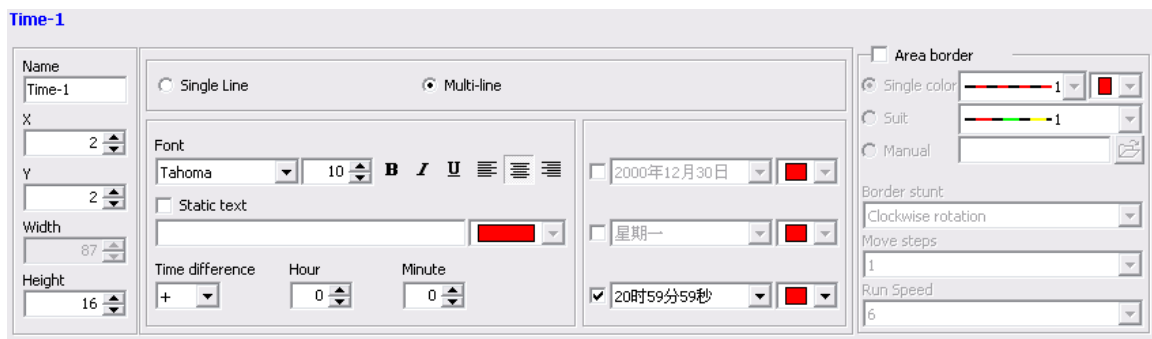 Time-1
Name
Time-1
X
2
Y
2
Width
87
Height
16
Single Line
Multi-line
Font
Tahoma
10
B I U
Static text
Time difference Hour Minute
+ 0 0
2000年12月30日
星期一
20时59分59秒
Area border
Single color 1
Suit 1
Manual
Border stunt
Clockwise rotation
Move steps
1
Run Speed
6